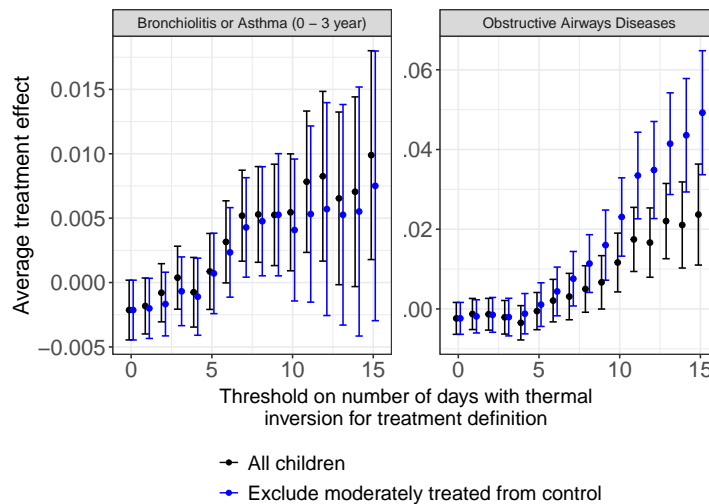 Bronchiolitis or Asthma (0 – 3 year)
Obstructive Airways Diseases
Average treatment effect
0.015
0.010
0.005
0.000
−0.005
.06
.04
.02
.00
0 5 10 15
0 5 10 15
Threshold on number of days with thermal
inversion for treatment definition
All children
Exclude moderately treated from control